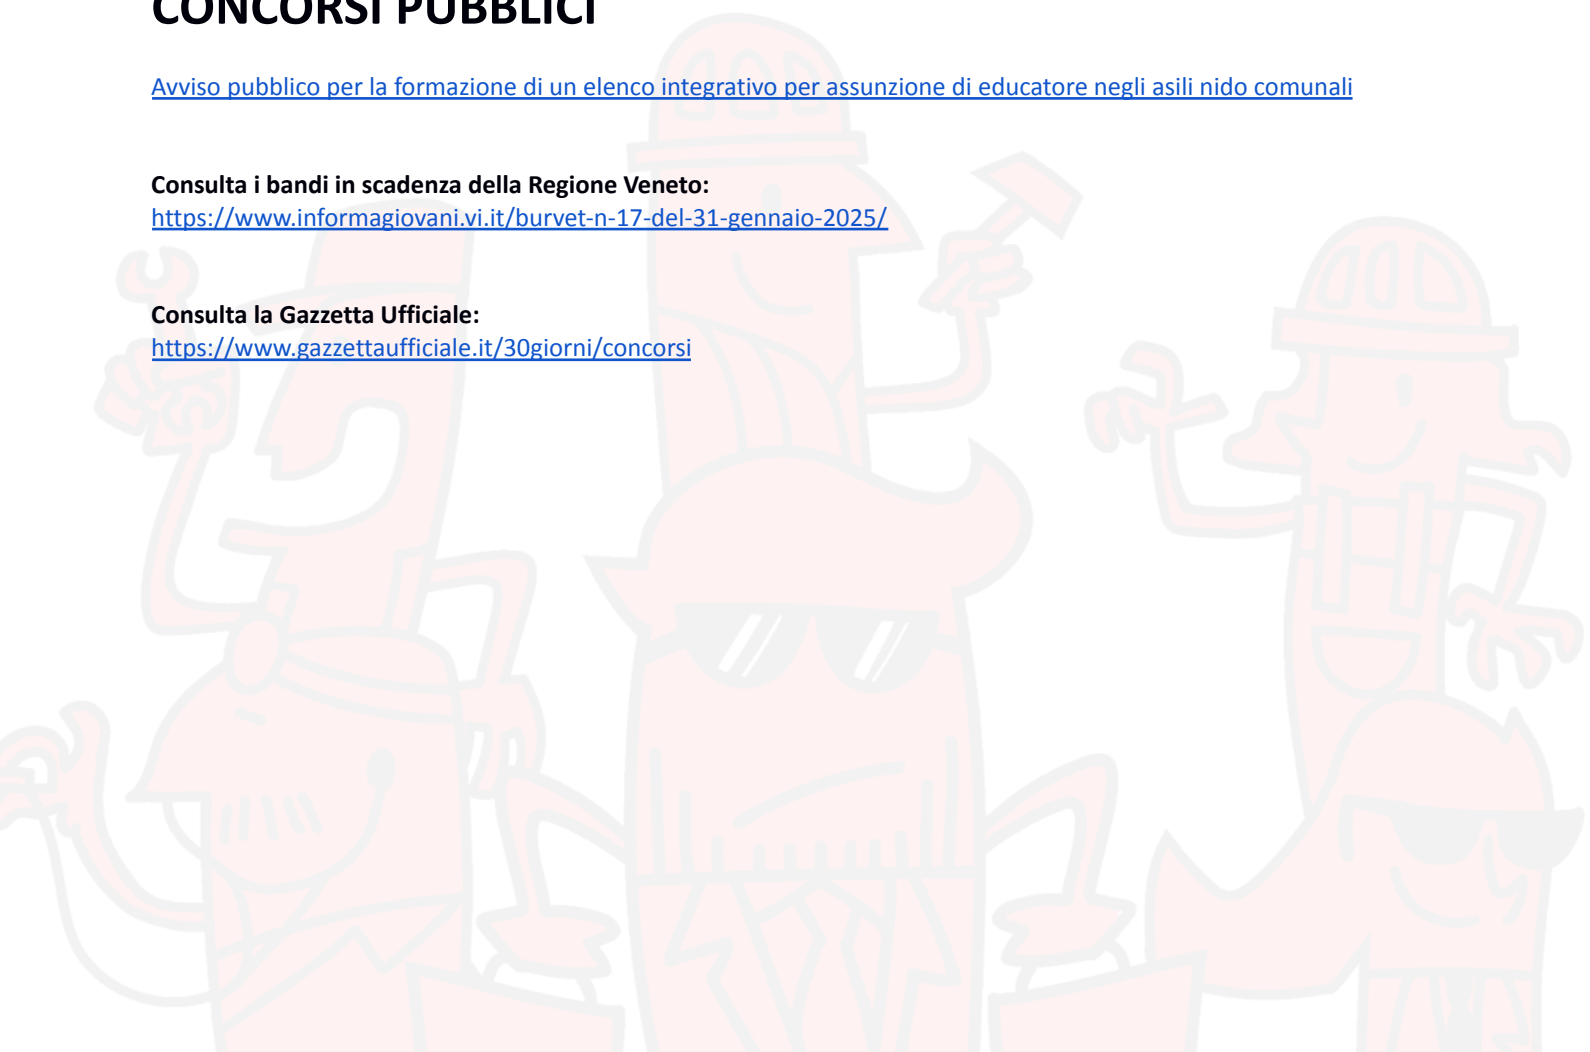 CONCORSI PUBBLICI
Avviso pubblico per la formazione di un elenco integrativo per assunzione di educatore negli asili nido comunali
Consulta i bandi in scadenza della Regione Veneto:
https://www.informagiovani.vi.it/burvet-n-17-del-31-gennaio-2025/
Consulta la Gazzetta Ufficiale:
https://www.gazzettaufficiale.it/30giorni/concorsi